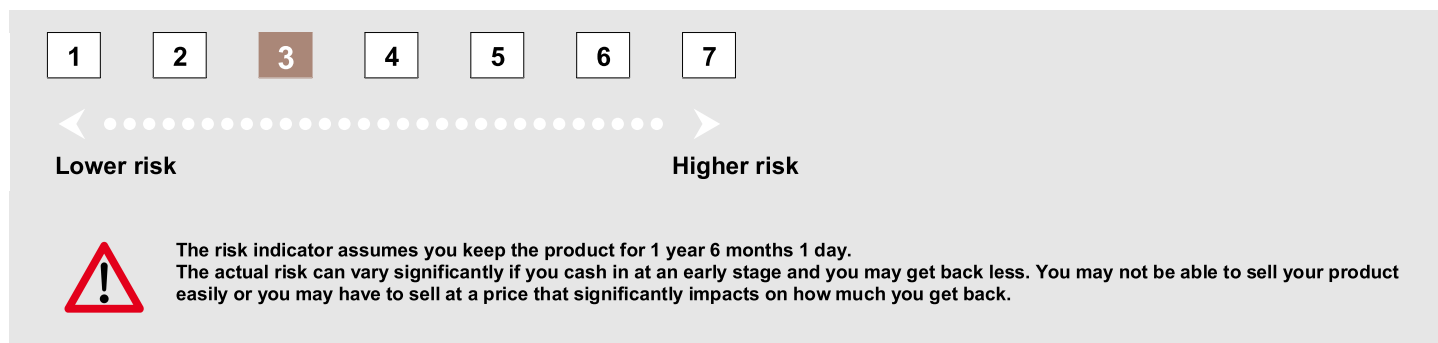 1 2 3 4 5 6 7
Lower risk Higher risk
The risk indicator assumes you keep the product for 1 year 6 months 1 day.
The actual risk can vary significantly if you cash in at an early stage and you may get back less. You may not be able to sell your product
easily or you may have to sell at a price that significantly impacts on how much you get back.